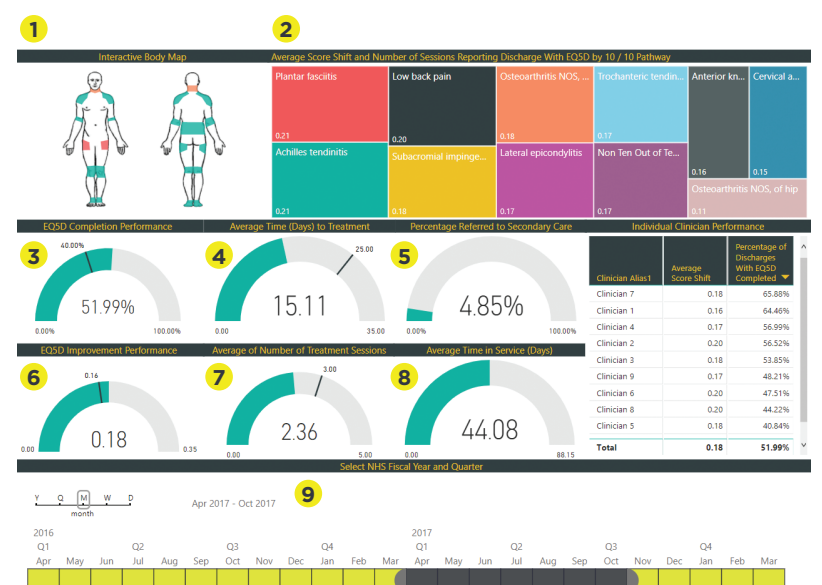 1
2
Interactive Body Map
Average Score Shift and Number of Sessions Reporting Discharge With EQ5D by 10 / 10 Pathway
Plantar fasciitis
0.21
Low back pain
0.20
Osteoarthritis NOS, ...
0.18
Trochanteric tendin...
0.17
Anterior kn...
0.16
Cervical a...
0.15
Achilles tendinitis
0.21
Subacromial impinge...
0.18
Lateral epicondylitis
0.17
Non Ten Out of Te...
0.17
Osteoarthritis NOS, of hip
0.11
EQ5D Completion Performance
3
40.00%
51.99%
0.00%
100.00%
Average Time (Days) to Treatment
4
25.00
15.11
0.00
35.00
Percentage Referred to Secondary Care
5
4.85%
0.00%
100.00%
EQ5D Improvement Performance
6
0.16
0.18
0.00
0.35
Average of Number of Treatment Sessions
7
3.00
2.36
0.00
5.00
Average Time in Service (Days)
8
44.08
0.00
88.15
Individual Clinician Performance
Clinician Alias1 Average Score Shift Percentage of Discharges With EQ5D Completed
Clinician 7 0.18 65.88%
Clinician 1 0.16 64.46%
Clinician 4 0.17 56.99%
Clinician 2 0.20 56.52%
Clinician 3 0.18 53.85%
Clinician 9 0.17 48.21%
Clinician 6 0.20 47.51%
Clinician 8 0.20 44.22%
Clinician 5 0.18 40.84%
Total 0.18 51.99%
Select NHS Fiscal Year and Quarter
9
Y Q M W D
month
Apr 2017 - Oct 2017
2016 2017
Q1 Q2 Q3 Q4 Q1 Q2 Q3 Q4
Apr May Jun Jul Aug Sep Oct Nov Dec Jan Feb Mar Apr May Jun Jul Aug Sep Oct Nov Dec Jan Feb Mar